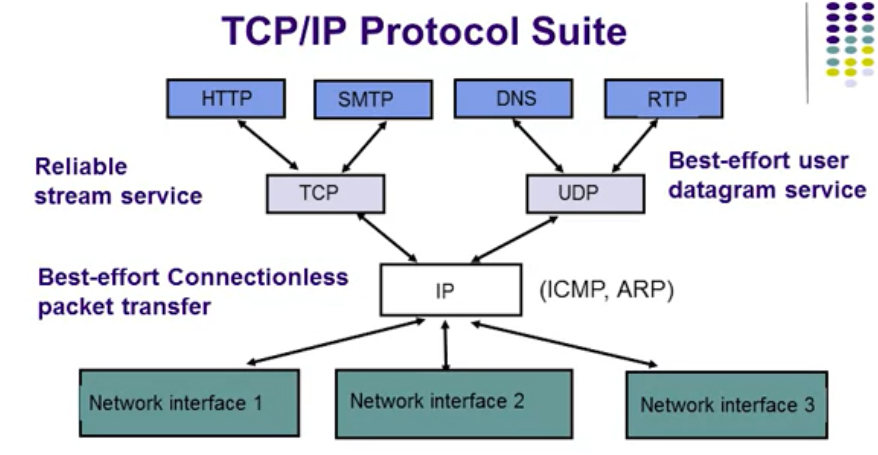 TCP/IP Protocol Suite
HTTP
SMTP
DNS
RTP
Reliable
stream service
TCP
UDP
Best-effort user
datagram service
Best-effort Connectionless
packet transfer
IP
(ICMP, ARP)
Network interface 1
Network interface 2
Network interface 3